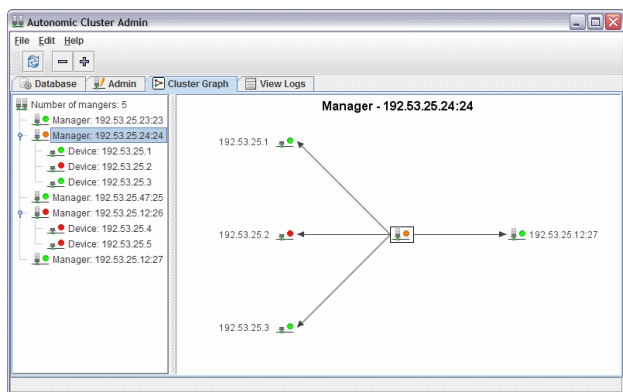 Autonomic Cluster Admin
File Edit Help
Database Admin Cluster Graph View Logs
Number of mangers: 5
Manager: 192.53.25.23:23
Manager: 192.53.25.24:24
Device: 192.53.25.1
Device: 192.53.25.2
Device: 192.53.25.3
Manager: 192.53.25.47:25
Manager: 192.53.25.12:26
Device: 192.53.25.4
Device: 192.53.25.5
Manager: 192.53.25.12:27
Manager - 192.53.25.24:24
192.53.25.1
192.53.25.2
192.53.25.12:27
192.53.25.3